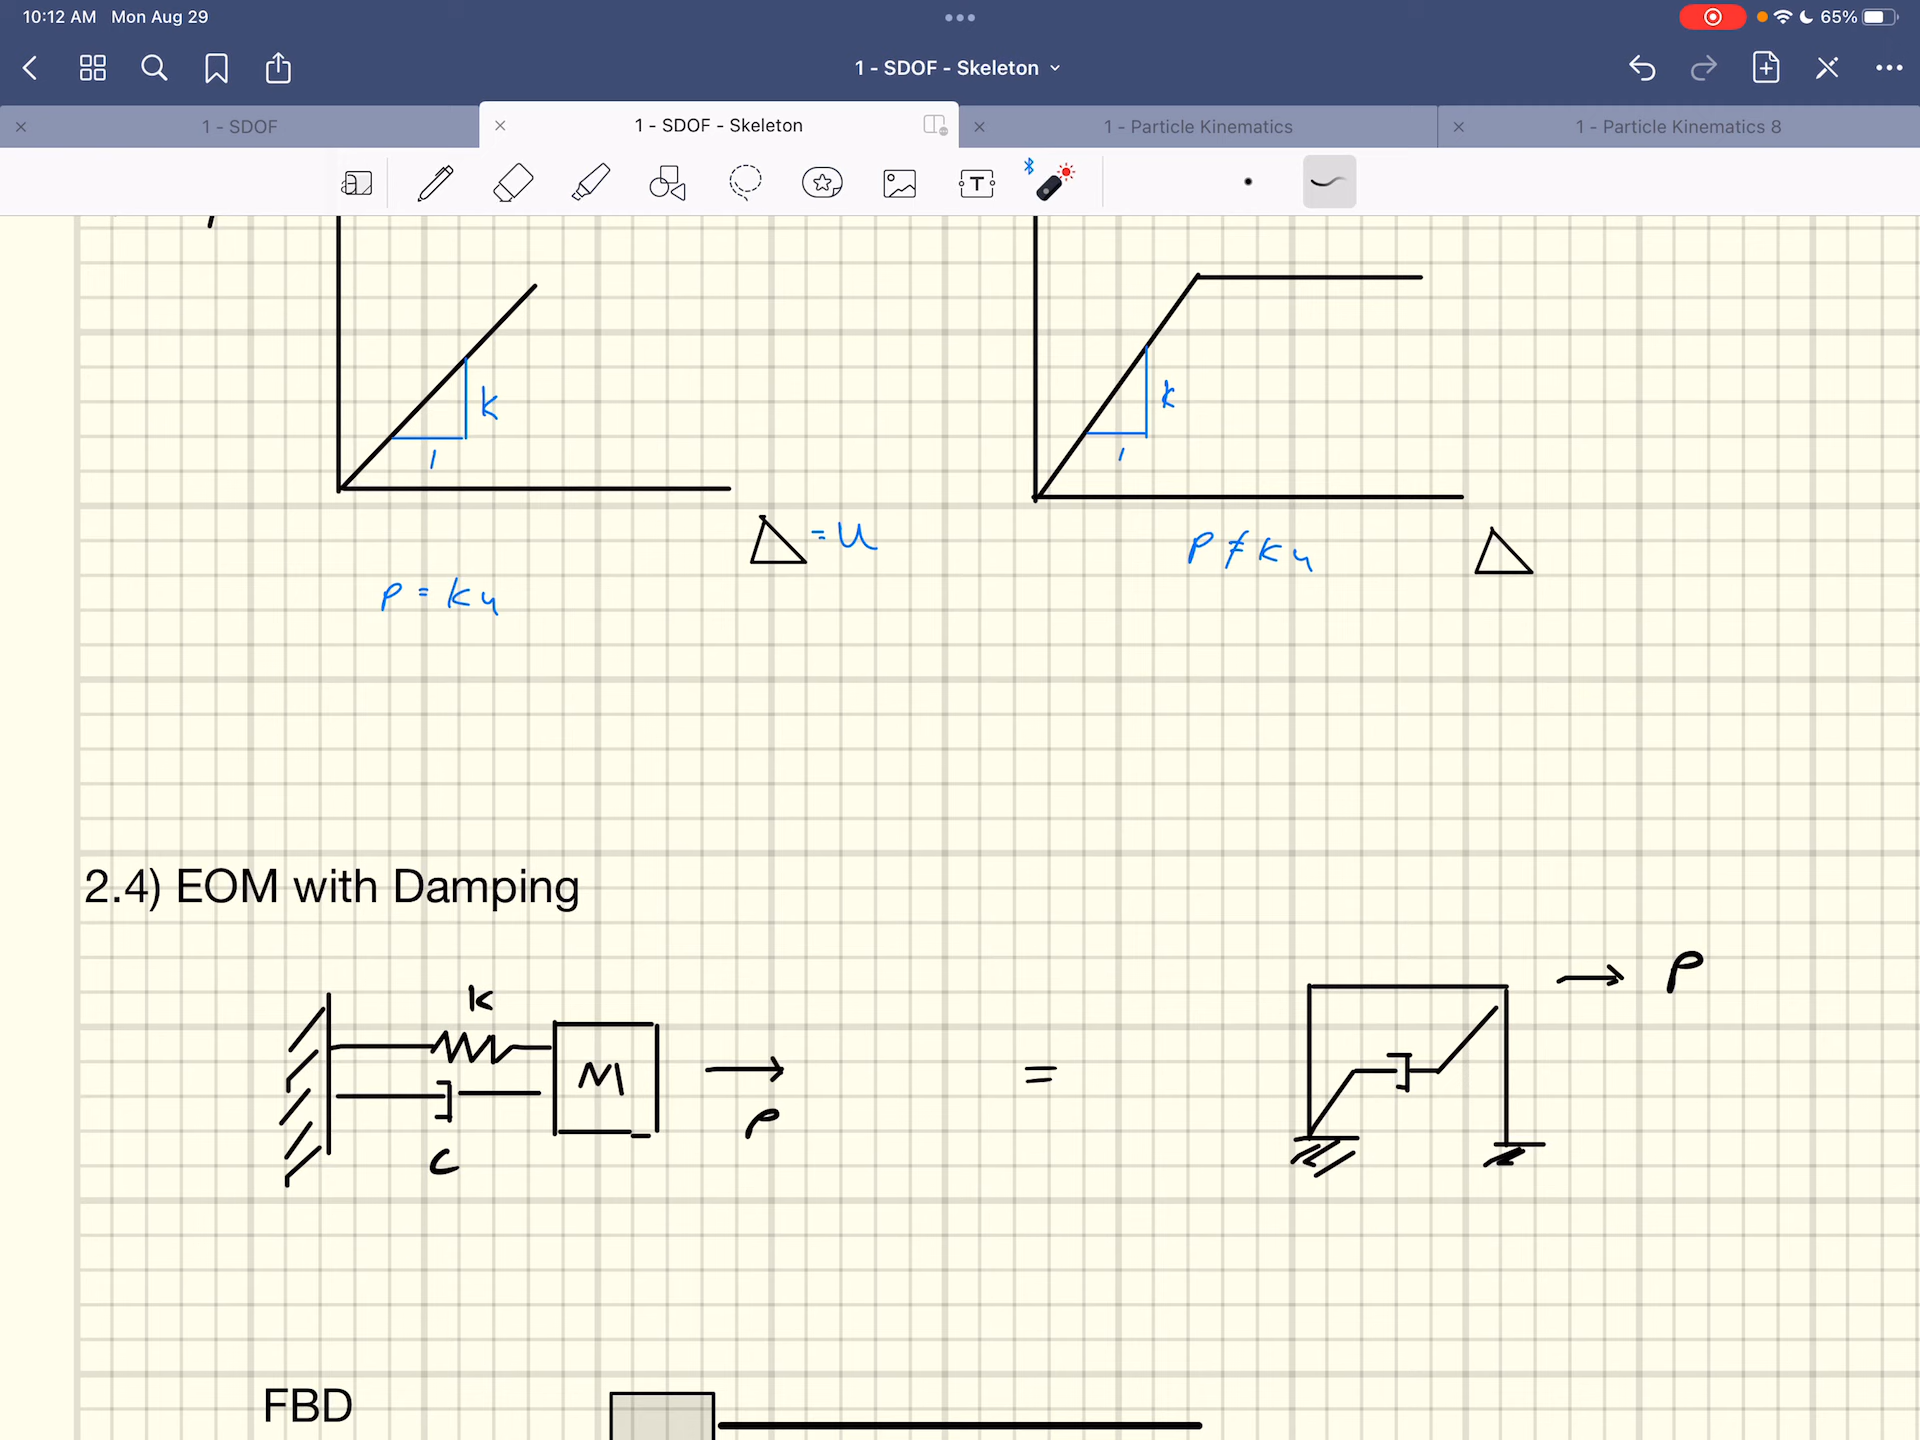 10:12 AM Mon Aug 29
65%
1 - SDOF - Skeleton
1 - SDOF
1 - SDOF - Skeleton
1 - Particle Kinematics
1 - Particle Kinematics 8
T
K
1
k
1
△ = u
P = ku
P ≠ ku
△
2.4) EOM with Damping
K
M
P
C
=
P
FBD